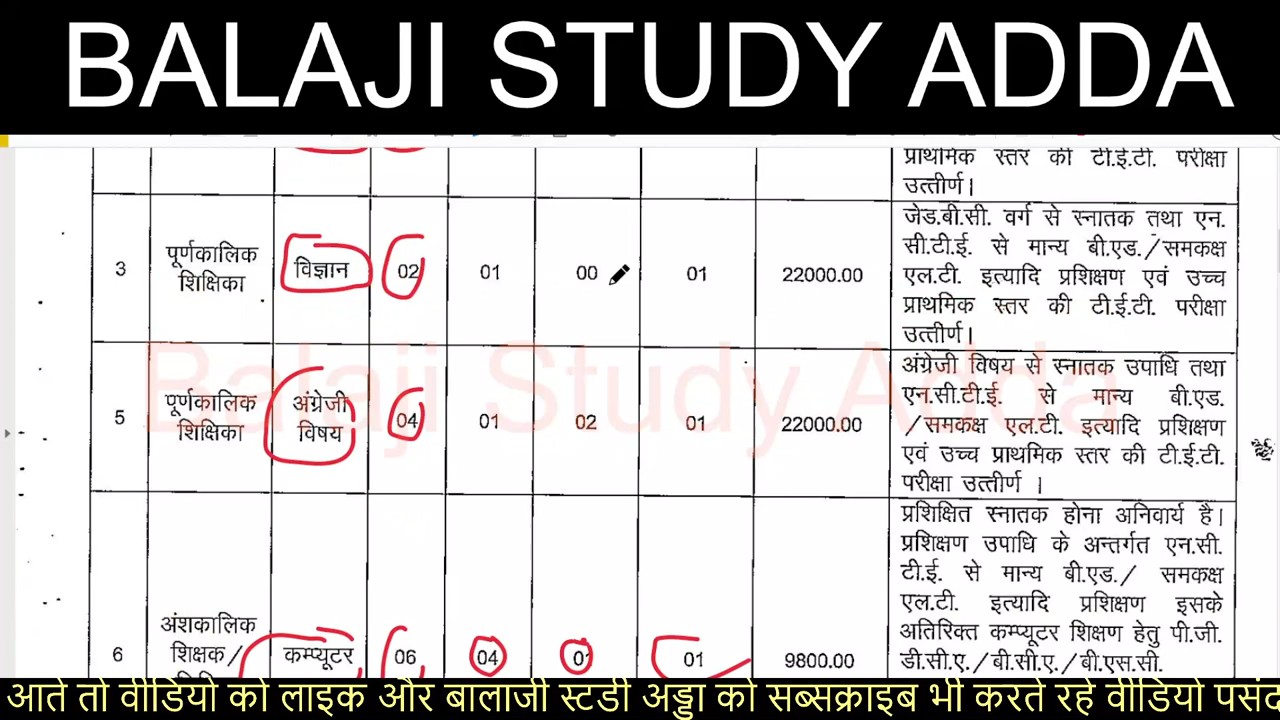 BALAJI STUDY ADDA
प्राथमिक स्तर की टी.ई.टी. परीक्षा
उत्तीर्ण।
3 पूर्णकालिक शिक्षिका विज्ञान 02 01 00 01 22000.00
जेड.बी.सी. वर्ग से स्नातक तथा एन.
सी.टी.ई. से मान्य बी.एड./समकक्ष
एल.टी. इत्यादि प्रशिक्षण एवं उच्च
प्राथमिक स्तर की टी.ई.टी. परीक्षा
उत्तीर्ण।
Balaji Study Adda
5 पूर्णकालिक शिक्षिका अंग्रेजी विषय 04 01 02 01 22000.00
अंग्रेजी विषय से स्नातक उपाधि तथा
एन.सी.टी.ई. से मान्य बी.एड.
/समकक्ष एल.टी. इत्यादि प्रशिक्षण
एवं उच्च प्राथमिक स्तर की टी.ई.टी.
परीक्षा उत्तीर्ण ।
6 अंशकालिक शिक्षक/ कम्प्यूटर 06 04 01 01 9800.00
प्रशिक्षित स्नातक होना अनिवार्य है।
प्रशिक्षण उपाधि के अन्तर्गत एन.सी.
टी.ई. से मान्य बी.एड./ समकक्ष
एल.टी. इत्यादि प्रशिक्षण इसके
अतिरिक्त कम्प्यूटर शिक्षण हेतु पी.जी.
डी.सी.ए./बी.सी.ए./बी.एस.सी.
आते तो वीडियो को लाइक और बालाजी स्टडी अड्डा को सब्सक्राइब भी करते रहे वीडियो पसंद